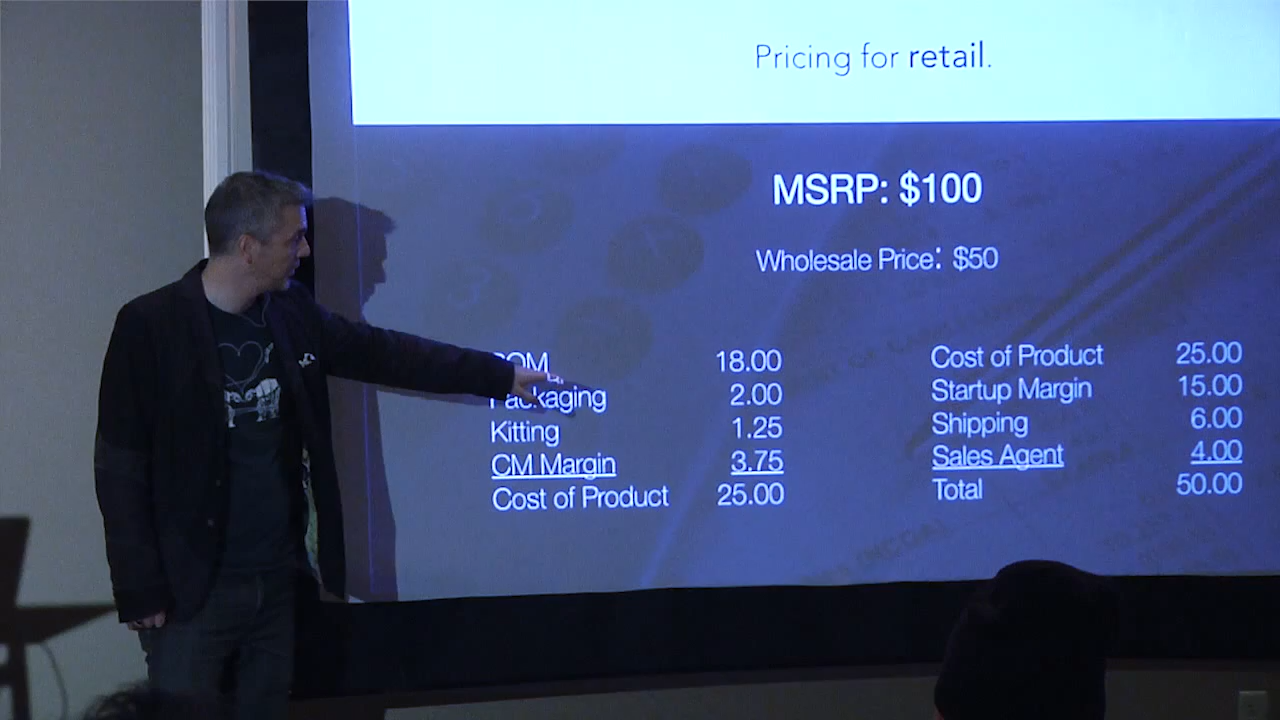 Pricing for retail.
MSRP: $100
Wholesale Price: $50
BOM 18.00
Packaging 2.00
Kitting 1.25
CM Margin 3.75
Cost of Product 25.00
Cost of Product 25.00
Startup Margin 15.00
Shipping 6.00
Sales Agent 4.00
Total 50.00